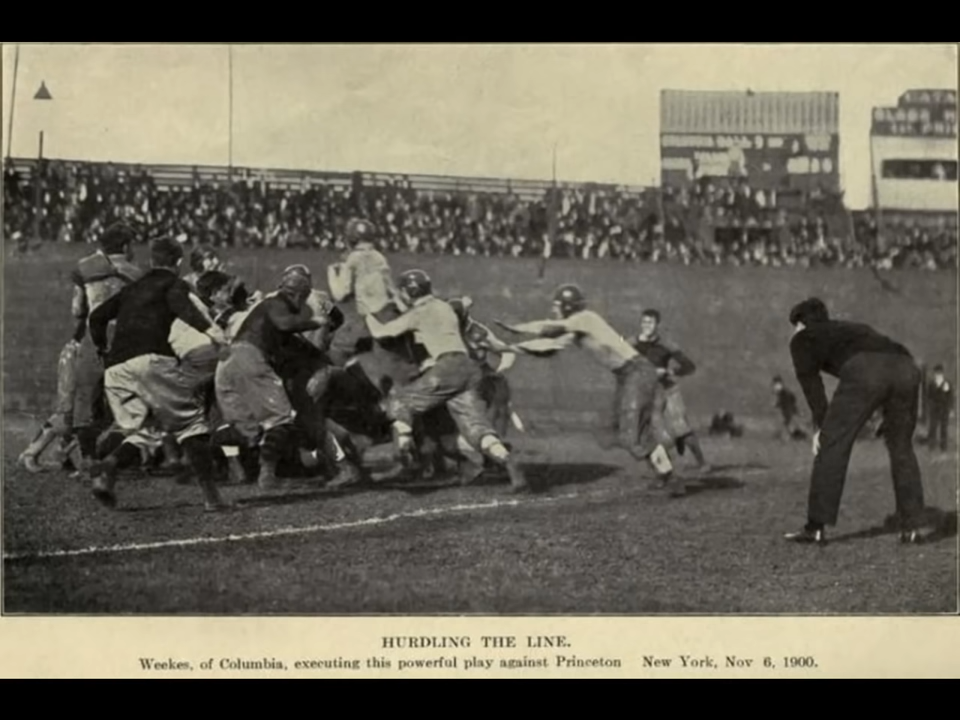 HURDLING THE LINE.
Weekes, of Columbia, executing this powerful play against Princeton New York, Nov 6, 1900.